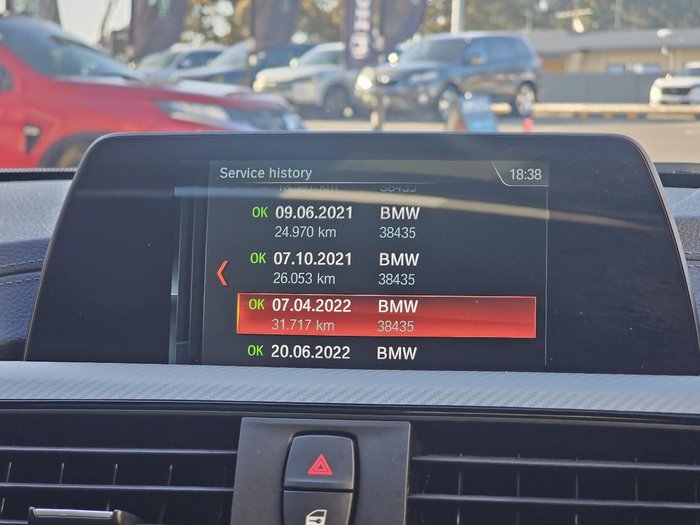 Service history 18:38
38435
OK 09.06.2021 BMW
24.970 km 38435
OK 07.10.2021 BMW
26.053 km 38435
OK 07.04.2022 BMW
31.717 km 38435
OK 20.06.2022 BMW